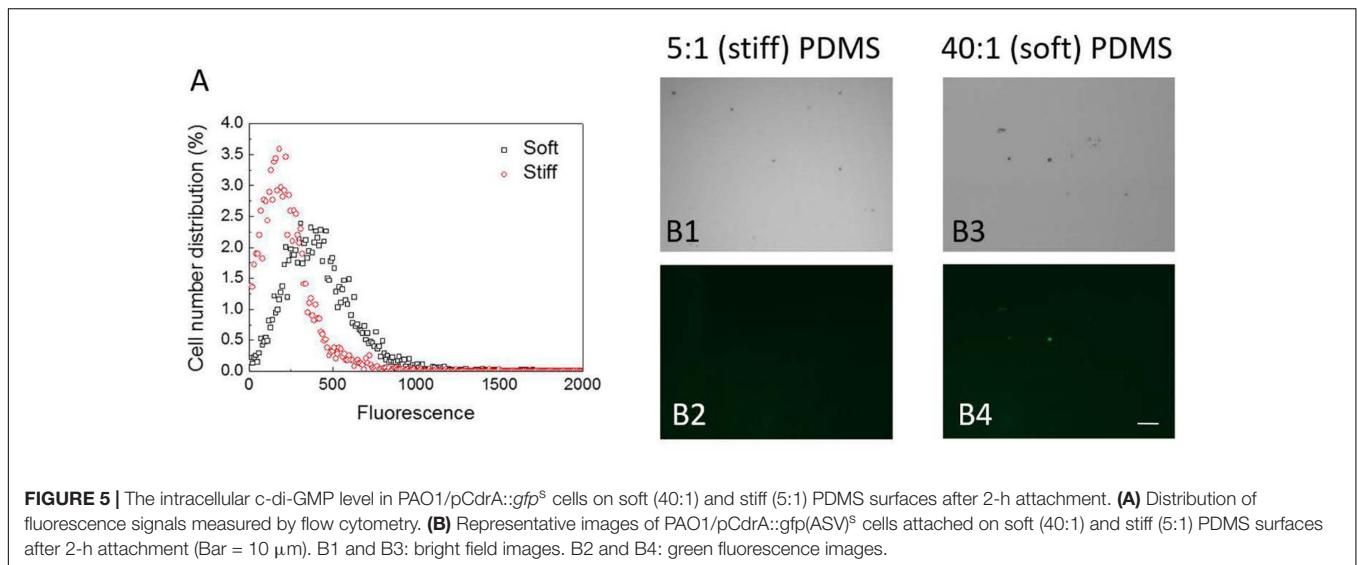 A
4.0
3.5
3.0
2.5
2.0
1.5
1.0
0.5
0.0
Cell number distribution (%)
0
500
1000
1500
2000
Fluorescence
Soft
Stiff
5:1 (stiff) PDMS
40:1 (soft) PDMS
B1
B3
B2
B4
FIGURE 5 | The intracellular c-di-GMP level in PAO1/pCdrA::gfpˢ cells on soft (40:1) and stiff (5:1) PDMS surfaces after 2-h attachment. (A) Distribution of
fluorescence signals measured by flow cytometry. (B) Representative images of PAO1/pCdrA::gfp(ASV)ˢ cells attached on soft (40:1) and stiff (5:1) PDMS surfaces
after 2-h attachment (Bar = 10 μm). B1 and B3: bright field images. B2 and B4: green fluorescence images.